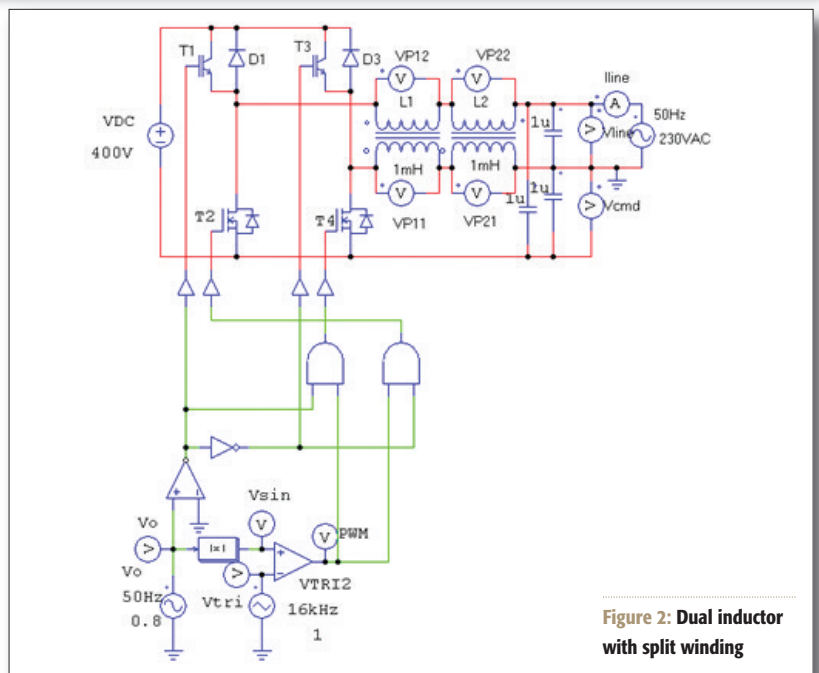 T1
D1
T3
D3
VP12
VP22
V
V
L1
L2
Iline
A
50Hz
230VAC
1u
Vline
V
VDC
400V
1mH
1mH
V
V
VP11
VP21
T2
T4
1u
1u
V
Vcmd
Vsin
V
Vo
V
Vo
|x|
V
PWM
V
Vtri
VTRI2
50Hz
0.8
16kHz
1
Figure 2: Dual inductor
with split winding